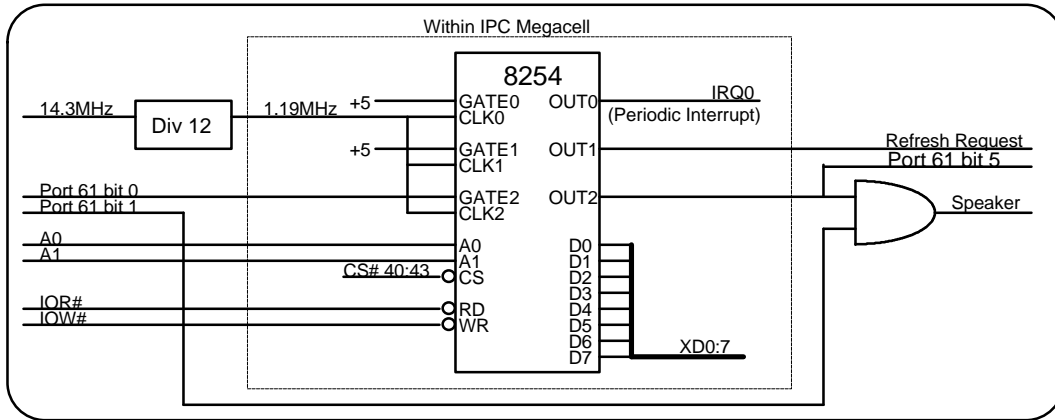 Within IPC Megacell
8254
14.3MHz
Div 12
1.19MHz
+5
GATE0
CLK0
OUT0
IRQ0
(Periodic Interrupt)
+5
GATE1
CLK1
OUT1
Refresh Request
Port 61 bit 5
Port 61 bit 0
Port 61 bit 1
GATE2
CLK2
OUT2
Speaker
A0
A1
A0
A1
CS# 40:43
CS
IOR#
IOW#
RD
WR
D0
D1
D2
D3
D4
D5
D6
D7
XD0:7